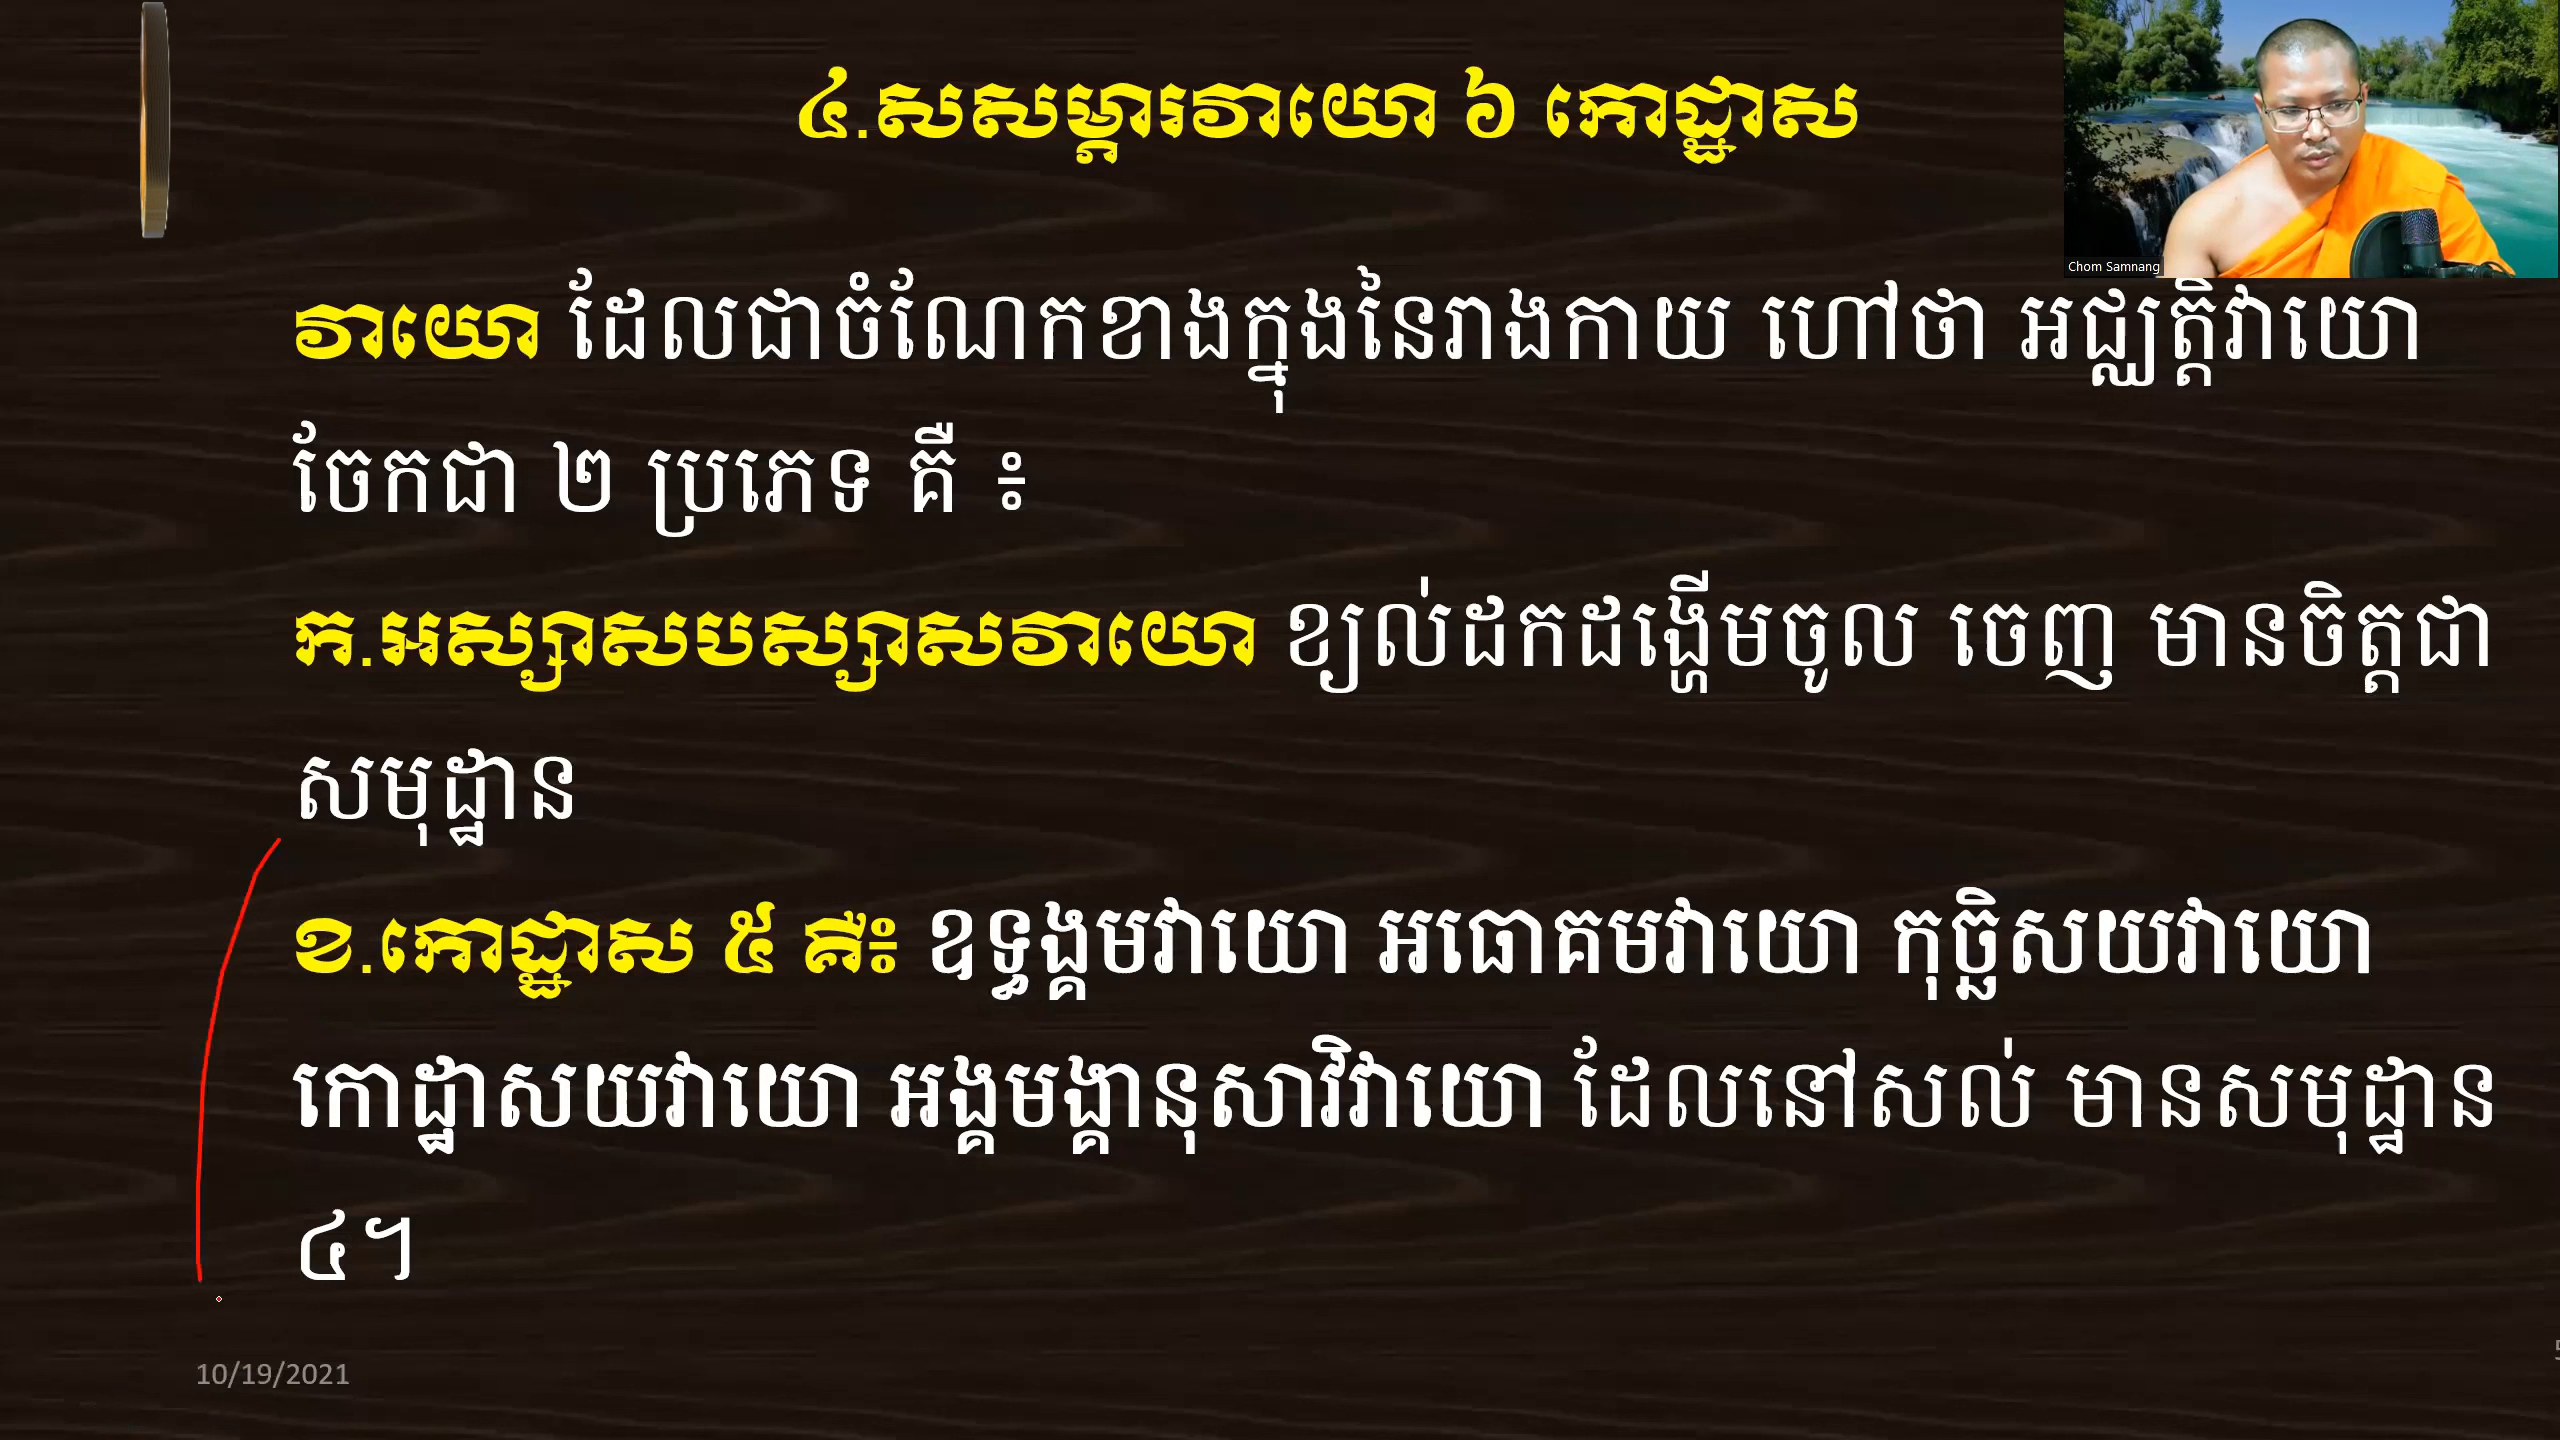 ៤.សសម្ភារវាយោ ៦ កោដ្ឋាស
Chom Samnang
វាយោ ដែលជាចំណែកខាងក្នុងនៃរាងកាយ ហៅថា អជ្ឈត្តិវាយោ
ចែកជា ២ ប្រភេទ គឺ ៖
ក.អស្សាសបស្សាសវាយោ ខ្យល់ដកដង្ហើមចូល ចេញ មានចិត្តជា
សមុដ្ឋាន
ខ.កោដ្ឋាស ៥ គឺ៖ ឧទ្ធង្គមវាយោ អធោគមវាយោ កុច្ឆិសយវាយោ
កោដ្ឋាសយវាយោ អង្គមង្គានុសាវិវាយោ ដែលនៅសល់ មានសមុដ្ឋាន
៤។
10/19/2021